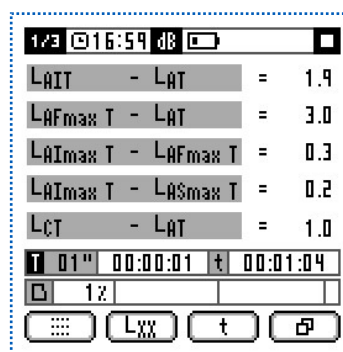 1/3 16:59 dB
LAIT - LAT = 1.9
LAFmax T - LAT = 3.0
LAImax T - LAFmax T = 0.3
LAImax T - LASmax T = 0.2
LCT - LAT = 1.0
T 01" 00:00:01 t 00:01:04
1%
LXX t